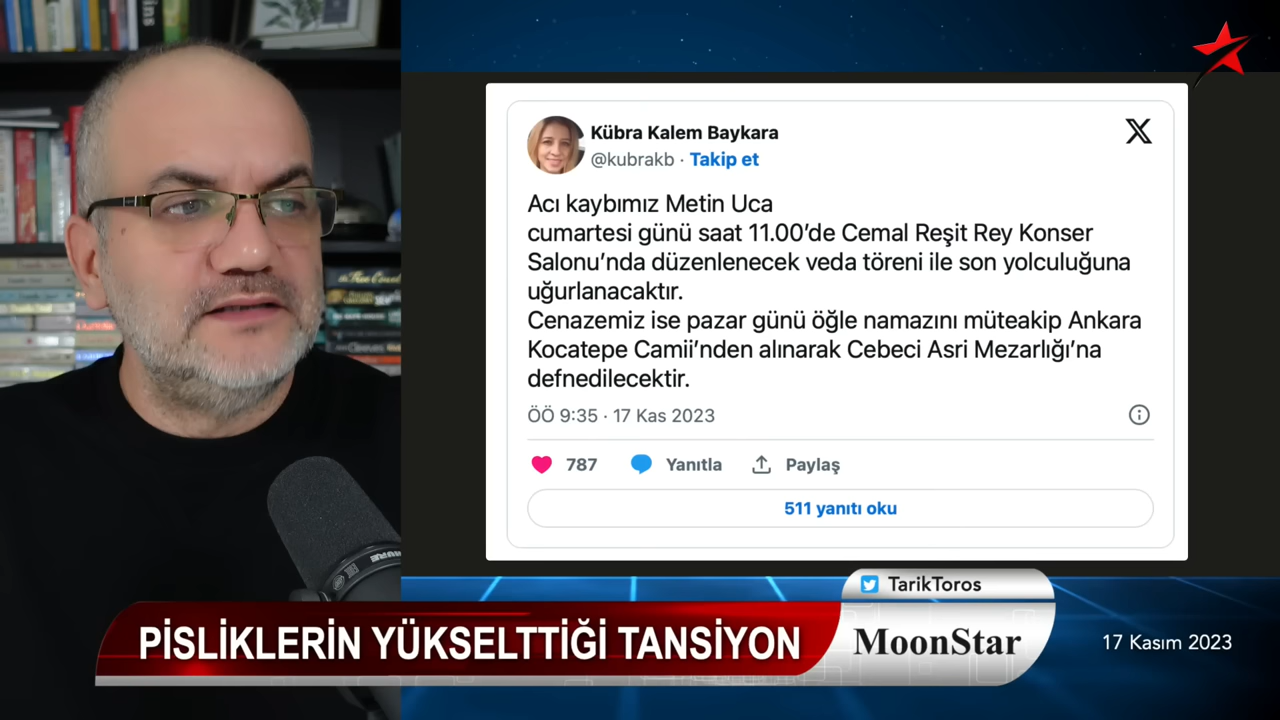 Kübra Kalem Baykara
@kubrakb · Takip et
Acı kaybımız Metin Uca
cumartesi günü saat 11.00’de Cemal Reşit Rey Konser
Salonu’nda düzenlenecek veda töreni ile son yolculuğuna
uğurlanacaktır.
Cenazemiz ise pazar günü öğle namazını müteakip Ankara
Kocatepe Camii’nden alınarak Cebeci Asri Mezarlığı’na
defnedilecektir.
ÖÖ 9:35 · 17 Kas 2023
787 Yanıtla Paylaş
511 yanıtı oku
TarikToros
PİSLİKLERİN YÜKSELTTİĞİ TANSİYON
MoonStar
17 Kasım 2023